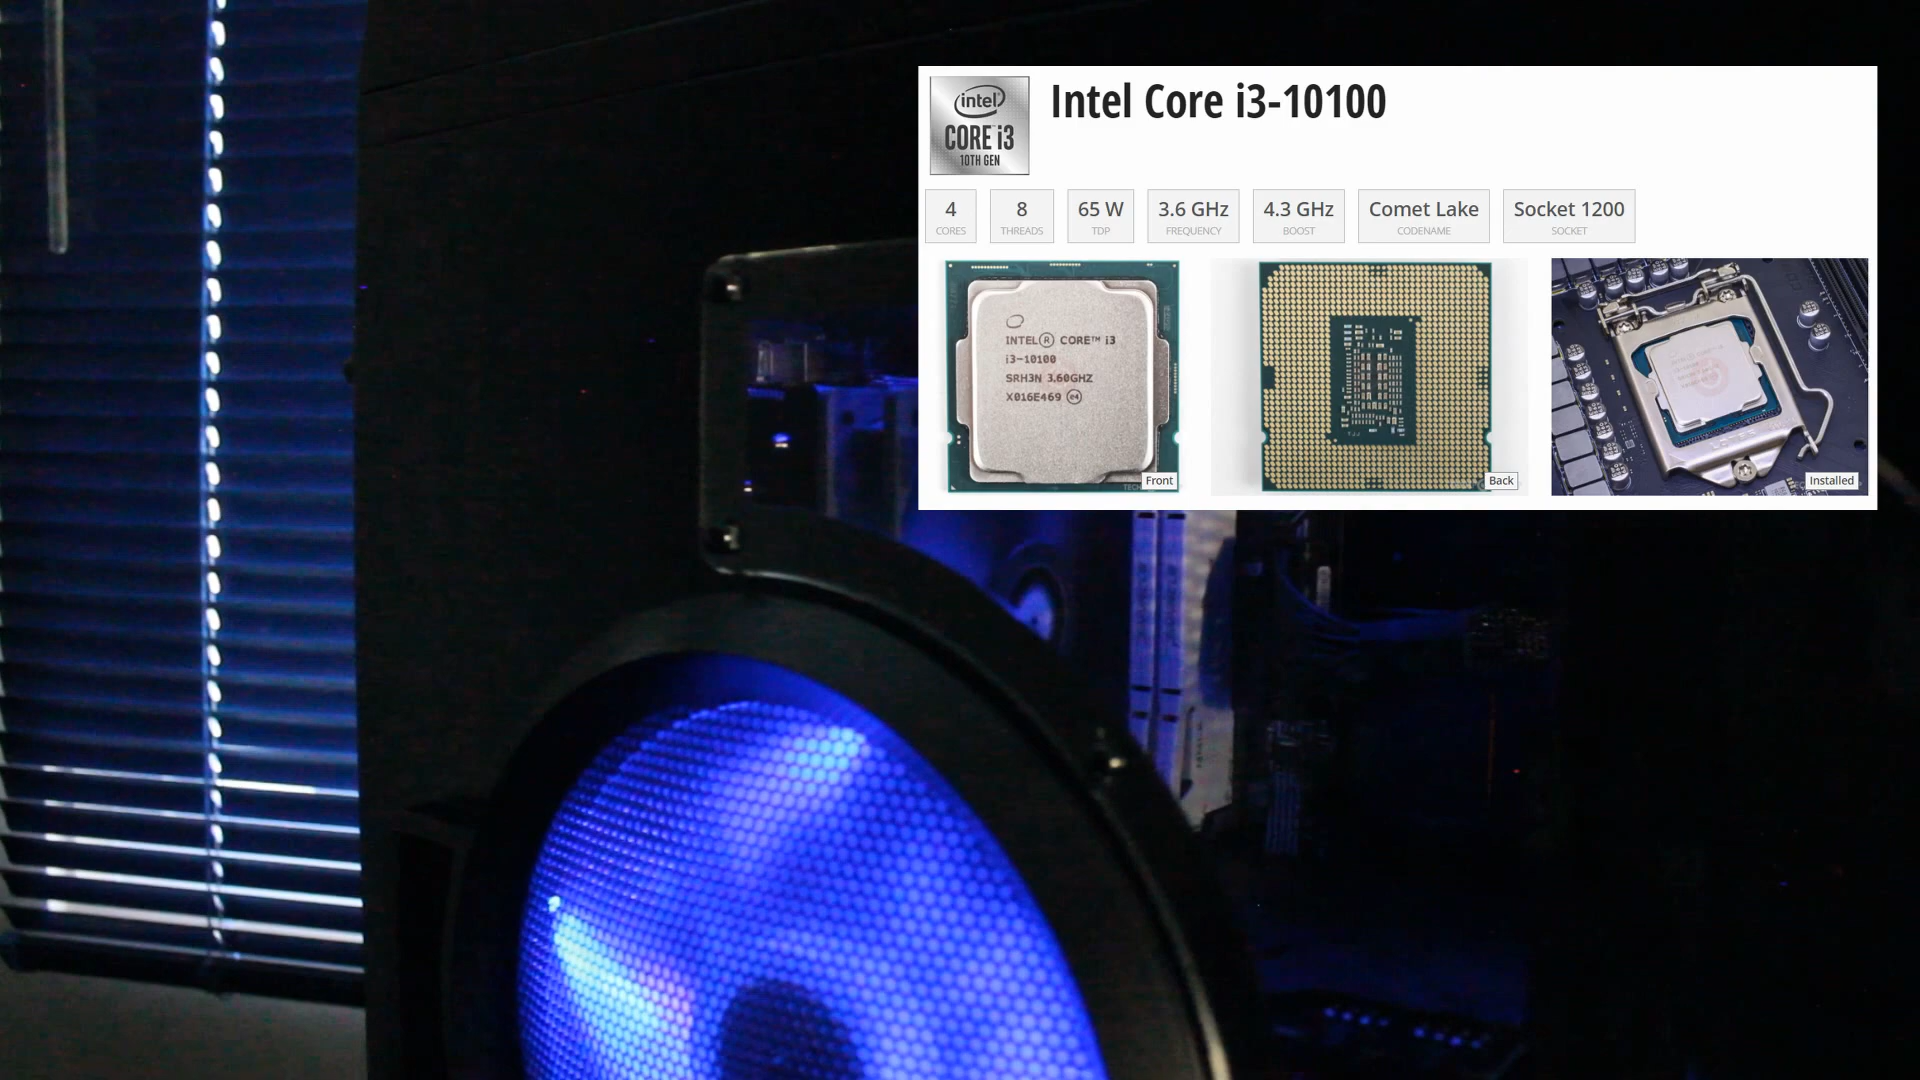 intel
CORE i3
10TH GEN
Intel Core i3-10100
4
CORES
8
THREADS
65 W
TDP
3.6 GHz
FREQUENCY
4.3 GHz
BOOST
Comet Lake
CODENAME
Socket 1200
SOCKET
INTEL® CORE™ i3
i3-10100
SRH3N 3.60GHZ
X016E469 e4
Front
Back
Installed